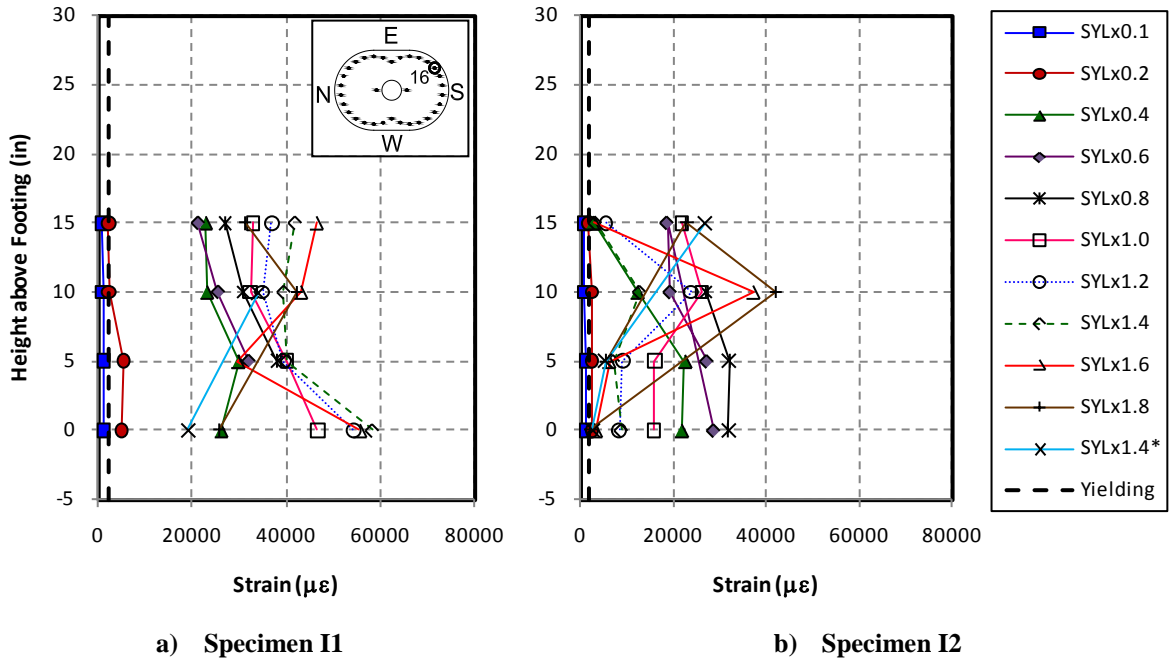 Height above Footing (in)
30
25
20
15
10
5
0
-5
0 20000 40000 60000 80000
Strain (με)
E
16
N S
W
a) Specimen I1
30
25
20
15
10
5
0
-5
0 20000 40000 60000 80000
Strain (με)
b) Specimen I2
SYLx0.1
SYLx0.2
SYLx0.4
SYLx0.6
SYLx0.8
SYLx1.0
SYLx1.2
SYLx1.4
SYLx1.6
SYLx1.8
SYLx1.4*
Yielding